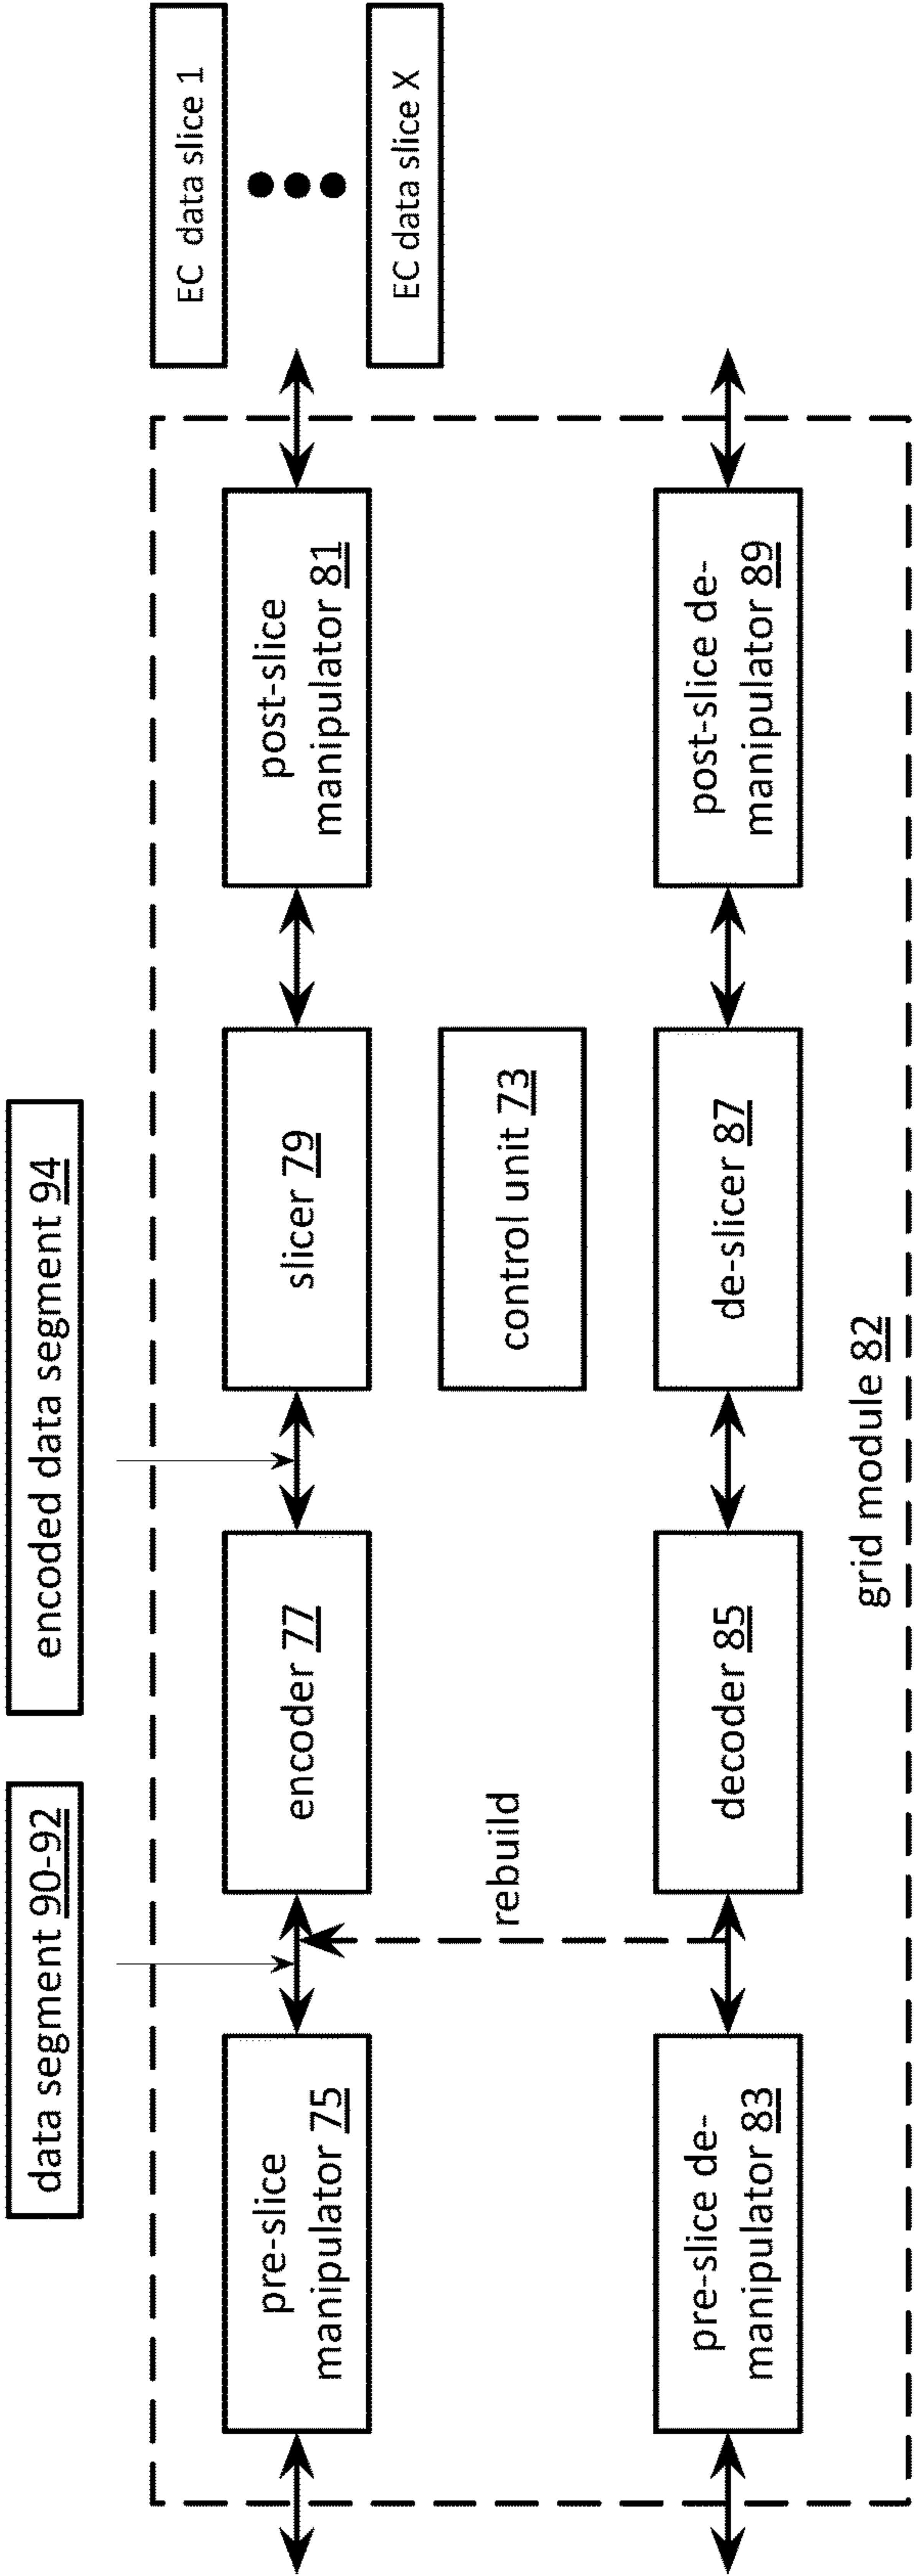 data segment 90-92
encoded data segment 94
EC data slice 1
EC data slice X
pre-slice
manipulator 75
encoder 77
slicer 79
post-slice
manipulator 81
rebuild
control unit 73
pre-slice de-
manipulator 83
decoder 85
de-slicer 87
post-slice de-
manipulator 89
grid module 82